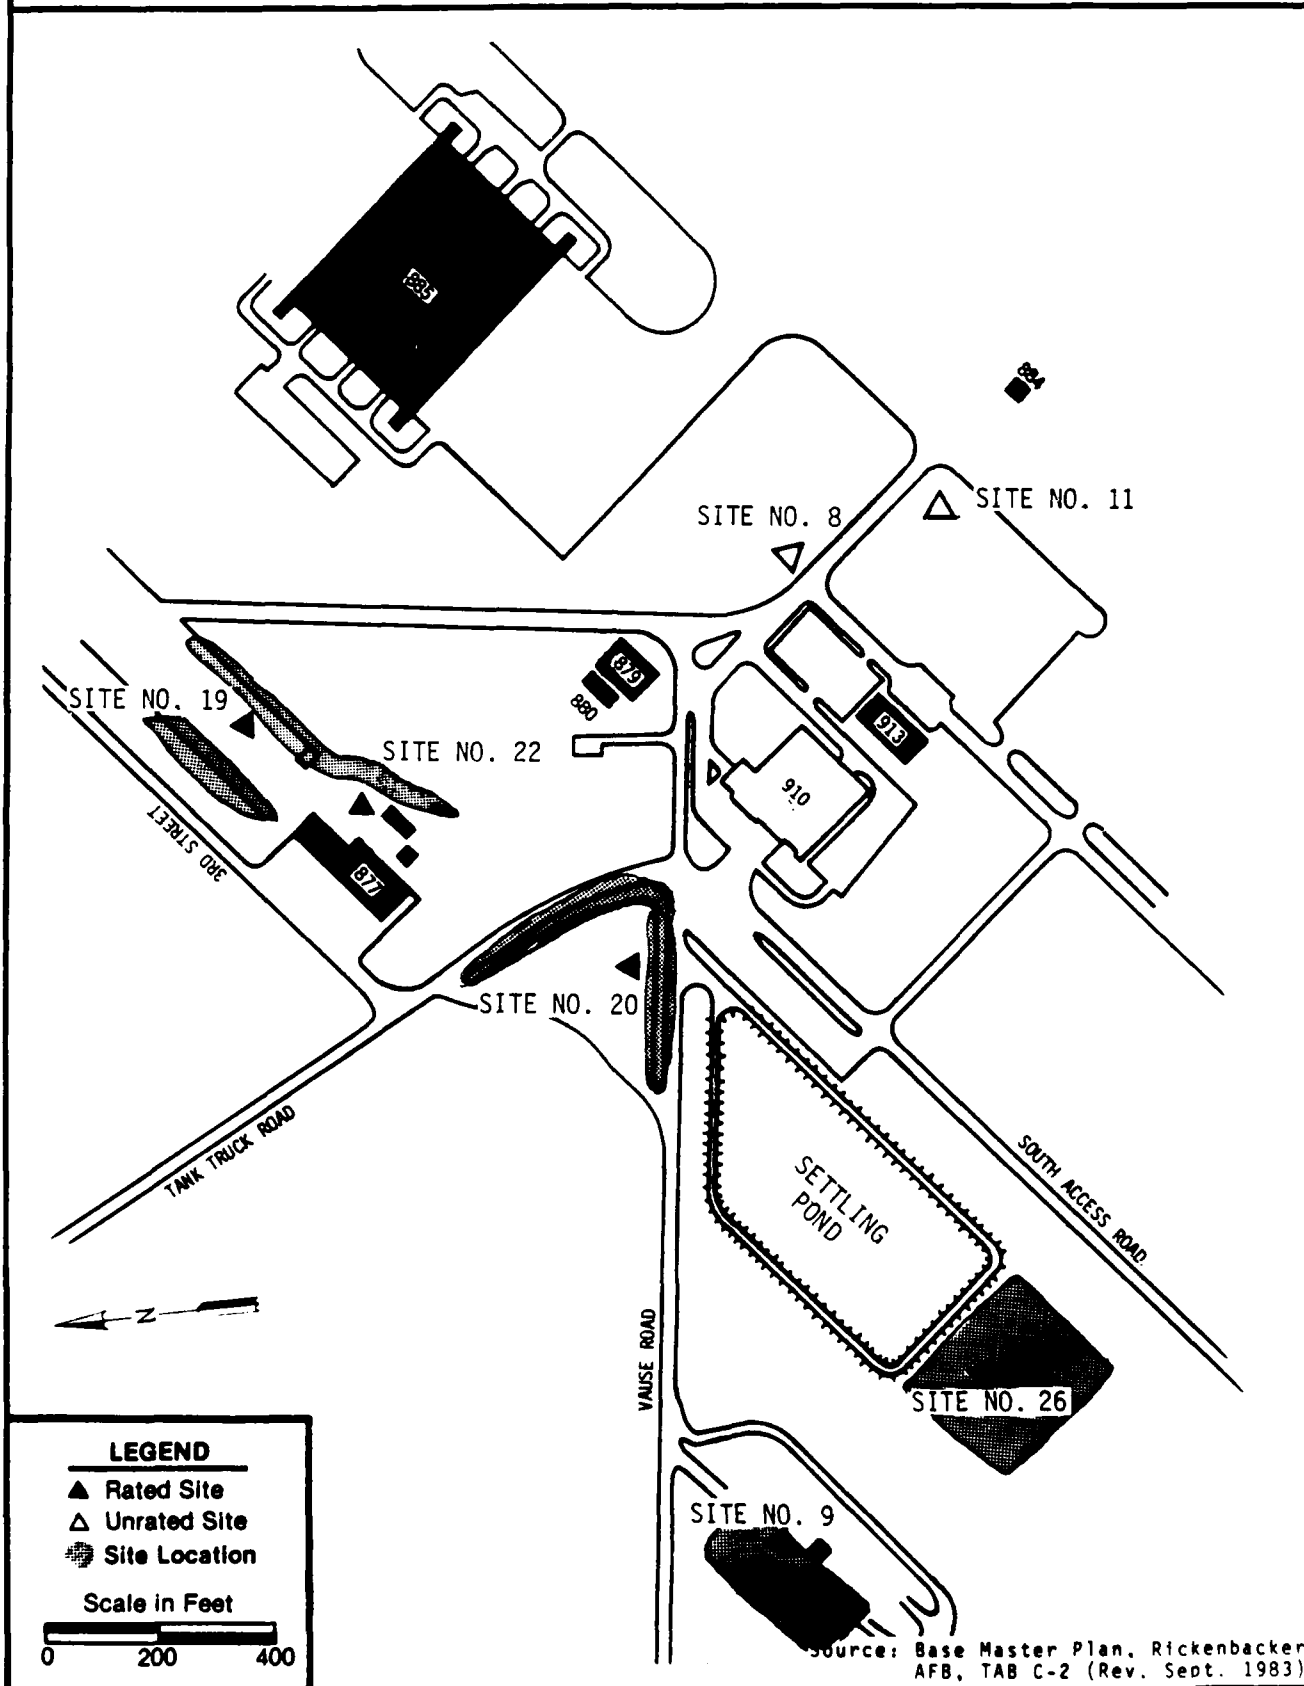 885
884
SITE NO. 11
SITE NO. 8
879
880
SITE NO. 19
913
SITE NO. 22
910
3RD STREET
877
SITE NO. 20
TANK TRUCK ROAD
SETTLING
POND
SOUTH ACCESS ROAD
N
VAUSE ROAD
SITE NO. 26
LEGEND
Rated Site
Unrated Site
Site Location
SITE NO. 9
Scale in Feet
0 200 400
Source: Base Master Plan, Rickenbacker
AFB, TAB C-2 (Rev. Sept. 1983)